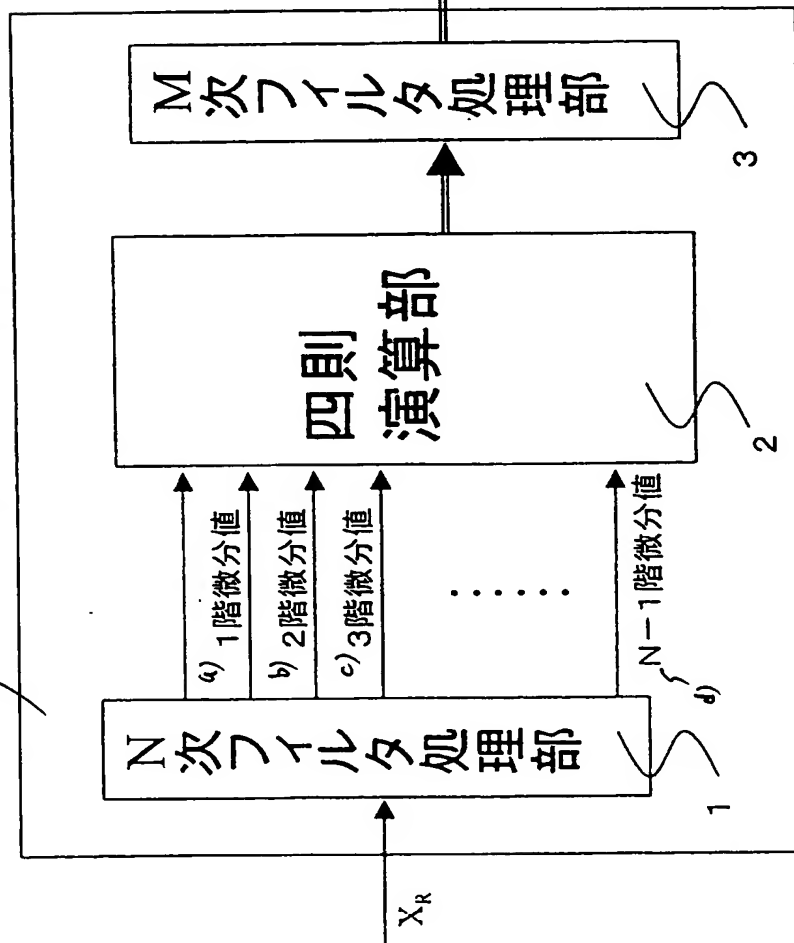 X_R
N次フィルタ処理部
1
a) 1階微分値
b) 2階微分値
c) 3階微分値
······
N−1階微分値
d)
四則
演算部
2
M次フィルタ処理部
3